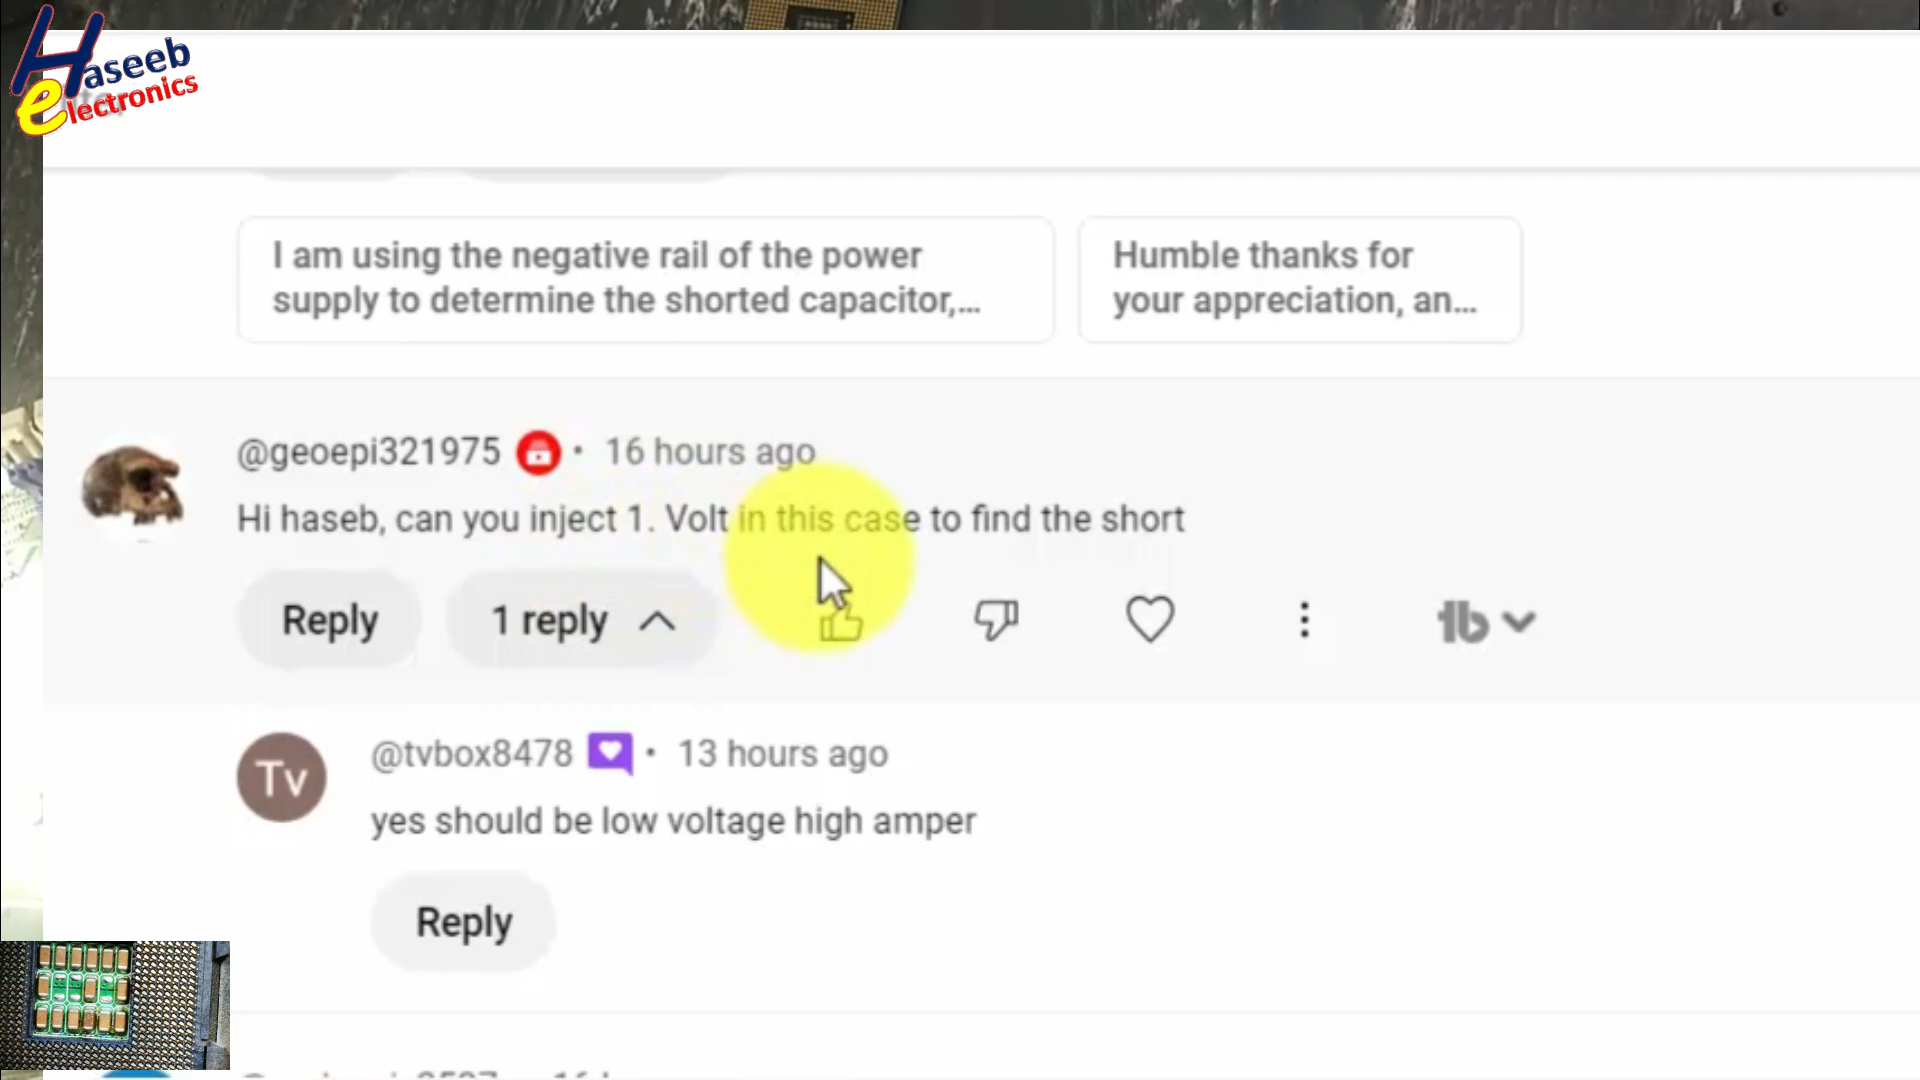 Haseeb
electronics
I am using the negative rail of the power
supply to determine the shorted capacitor,...
Humble thanks for
your appreciation, an...
@geoepi321975 • 16 hours ago
Hi haseb, can you inject 1. Volt in this case to find the short
Reply
1 reply
Tv
@tvbox8478 • 13 hours ago
yes should be low voltage high amper
Reply